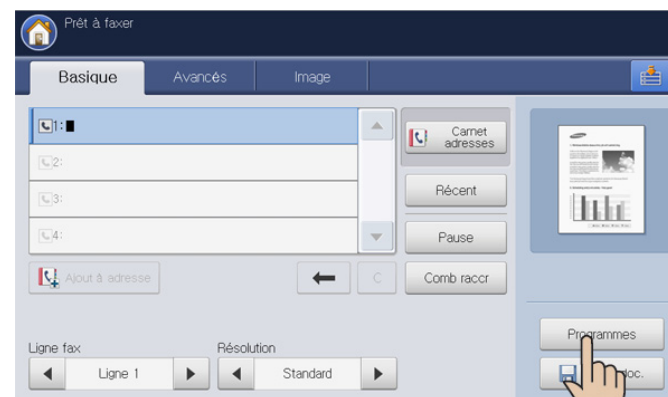 Prêt à faxer
Basique
Avancés
Image
1:
Carnet
adresses
2:
3:
Récent
4:
Pause
Ajout à adresse
C
Comb raccr
Programmes
Ligne fax
Résolution
Ligne 1
Standard
doc.